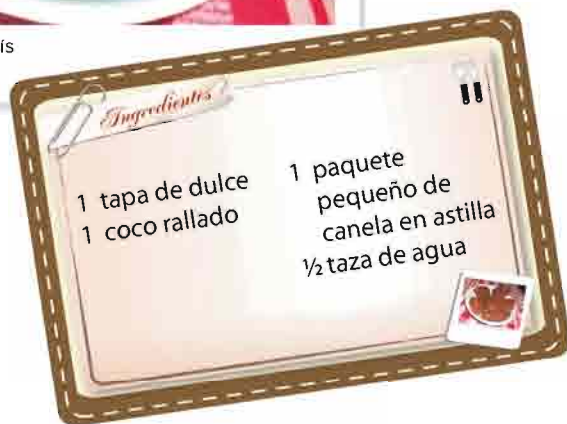 ís
Ingredientes
1 tapa de dulce
1 coco rallado
1 paquete
pequeño de
canela en astilla
½ taza de agua